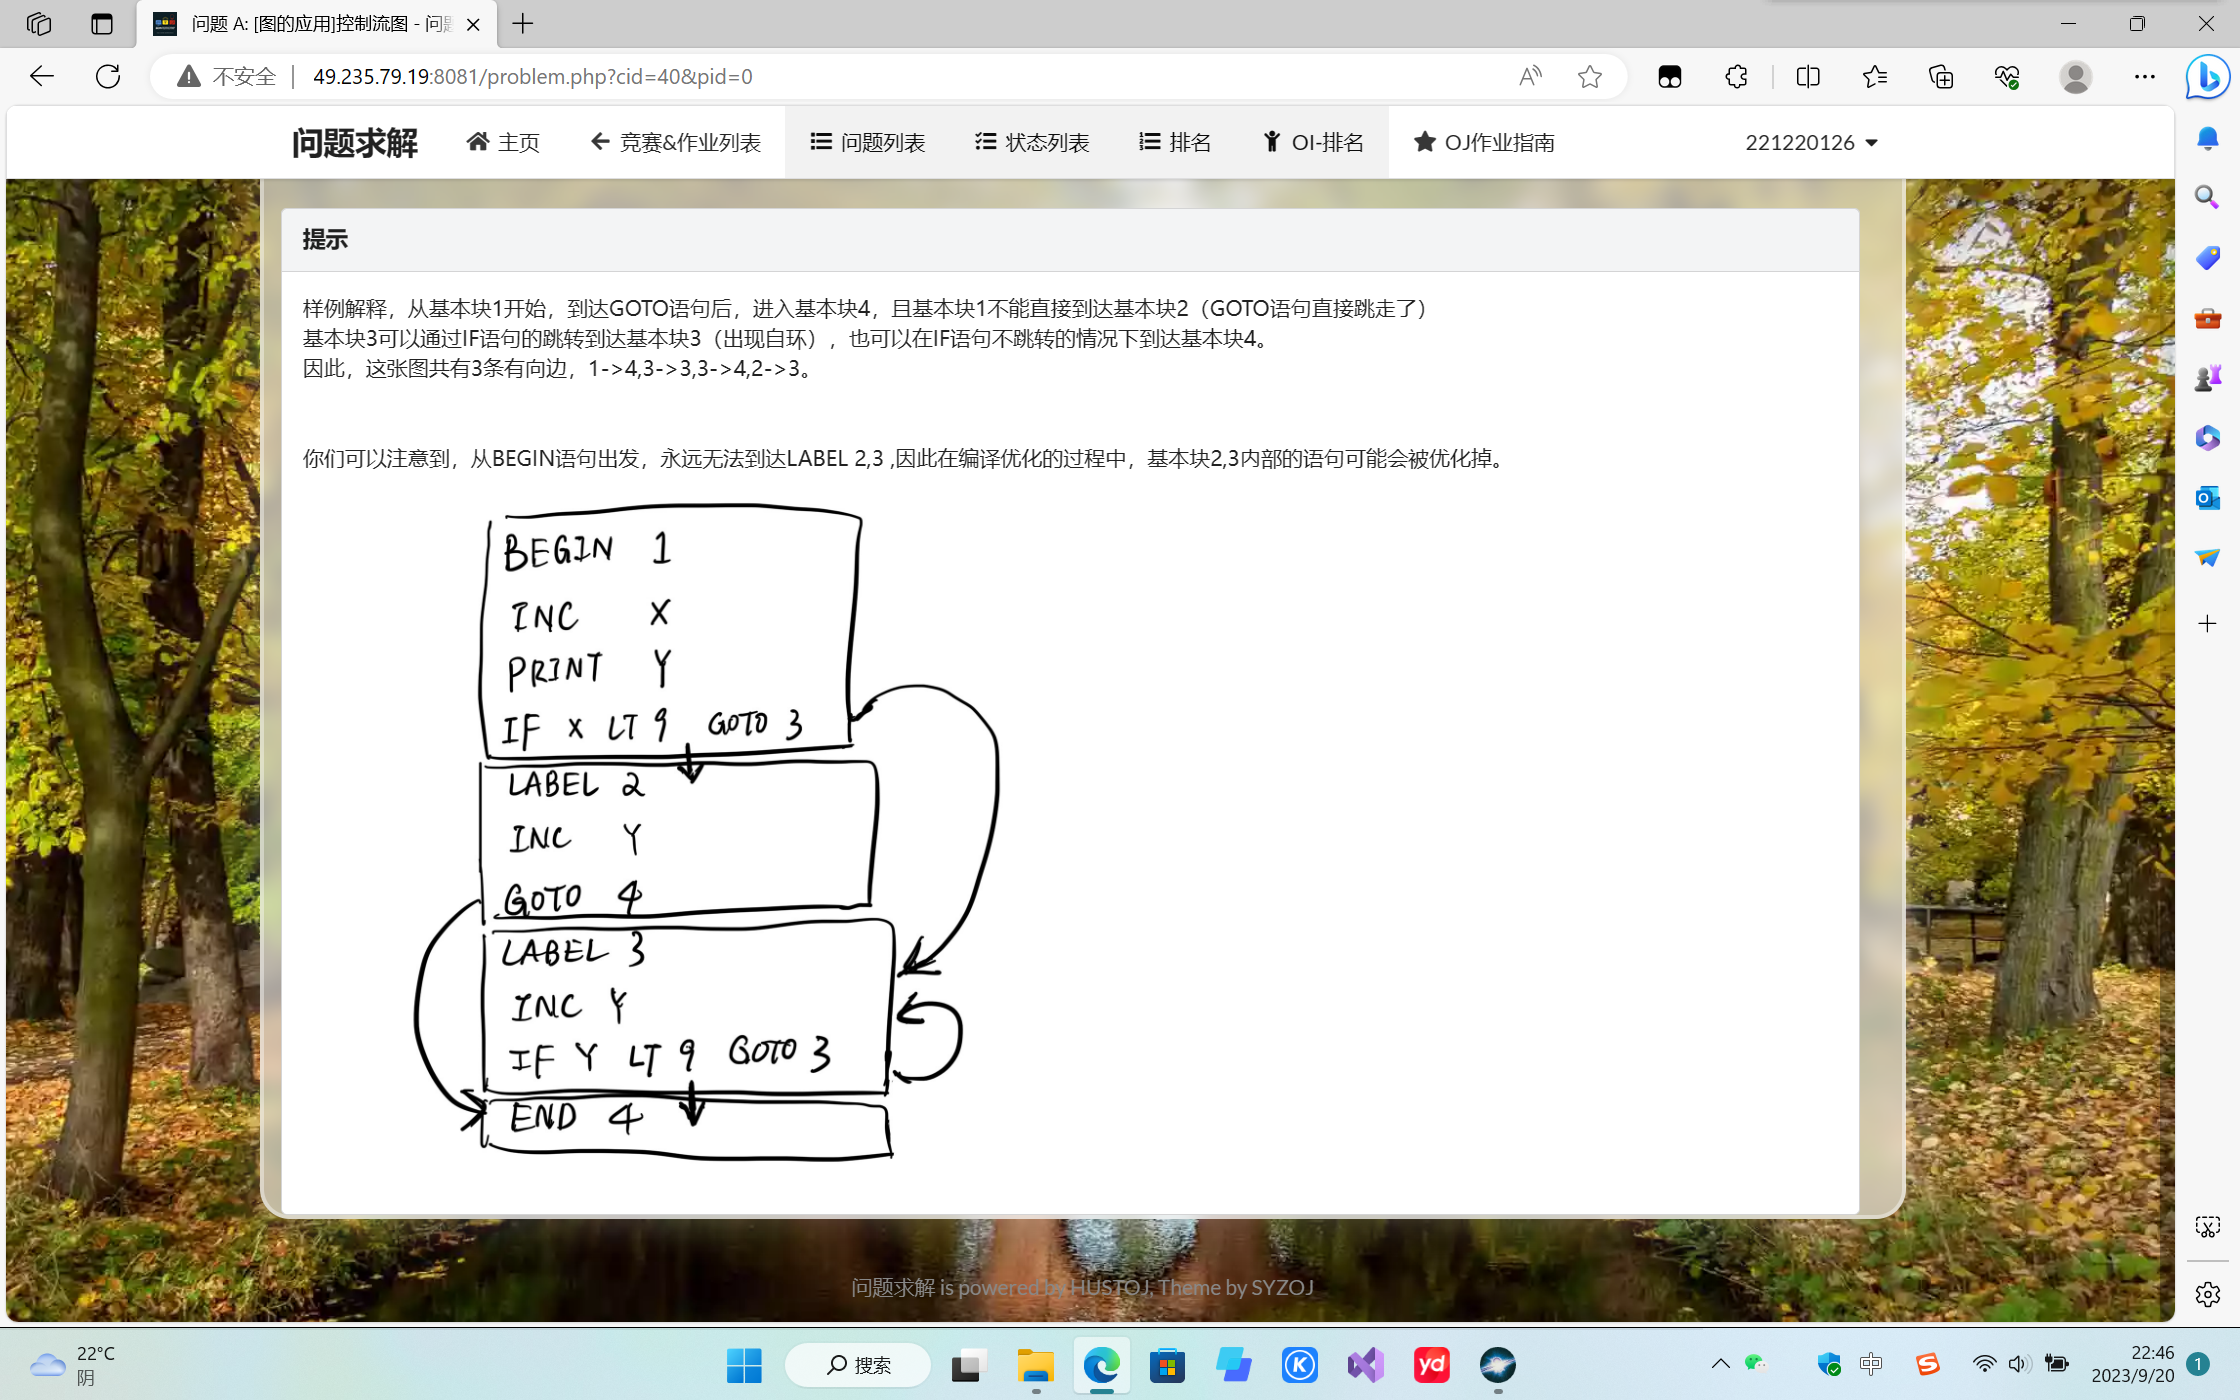 问题 A: [图的应用]控制流图 - 问题
不安全 49.235.79.19:8081/problem.php?cid=40&pid=0
问题求解 主页 竞赛&作业列表 问题列表 状态列表 排名 OI-排名 OJ作业指南 221220126
提示
样例解释，从基本块1开始，到达GOTO语句后，进入基本块4，且基本块1不能直接到达基本块2（GOTO语句直接跳走了）
基本块3可以通过IF语句的跳转到达基本块3（出现自环），也可以在IF语句不跳转的情况下到达基本块4。
因此，这张图共有3条有向边，1->4,3->3,3->4,2->3。
你们可以注意到，从BEGIN语句出发，永远无法到达LABEL 2,3 ,因此在编译优化的过程中，基本块2,3内部的语句可能会被优化掉。
BEGIN 1
INC X
PRINT Y
IF X LT 9 GOTO 3
LABEL 2
INC Y
GOTO 4
LABEL 3
INC Y
IF Y LT 9 GOTO 3
END 4
问题求解 is powered by HUSTOJ, Theme by SYZOJ
22°C
阴
搜索
yd
中
22:46
2023/9/20
1